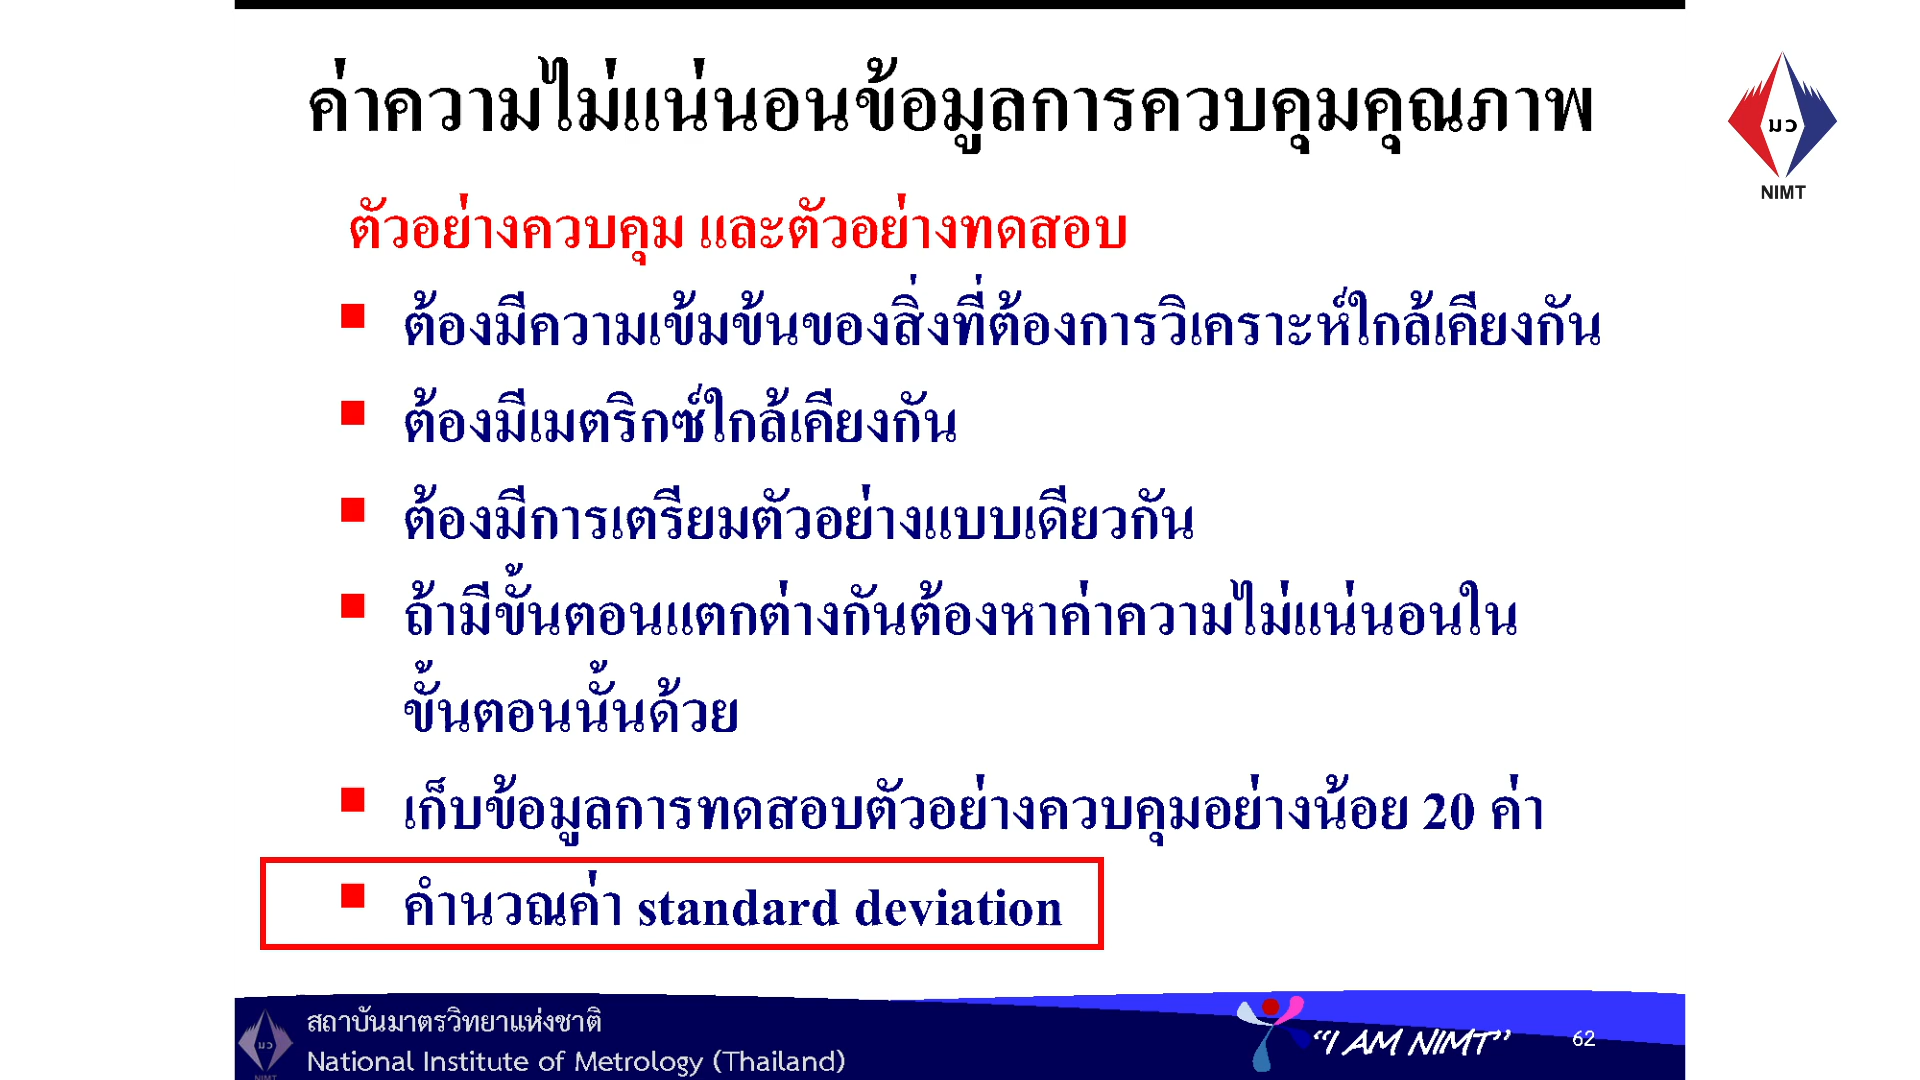 ค่าความไม่แน่นอนข้อมูลการควบคุมคุณภาพ
มว
NIMT
ตัวอย่างควบคุม และตัวอย่างทดสอบ
▪ ต้องมีความเข้มข้นของสิ่งที่ต้องการวิเคราะห์ใกล้เคียงกัน
▪ ต้องมีเมตริกซ์ใกล้เคียงกัน
▪ ต้องมีการเตรียมตัวอย่างแบบเดียวกัน
▪ ถ้ามีขั้นตอนแตกต่างกันต้องหาค่าความไม่แน่นอนใน
ขั้นตอนนั้นด้วย
▪ เก็บข้อมูลการทดสอบตัวอย่างควบคุมอย่างน้อย 20 ค่า
▪ คำนวณค่า standard deviation
มว
NIMT
สถาบันมาตรวิทยาแห่งชาติ
National Institute of Metrology (Thailand)
“I AM NIMT”
62